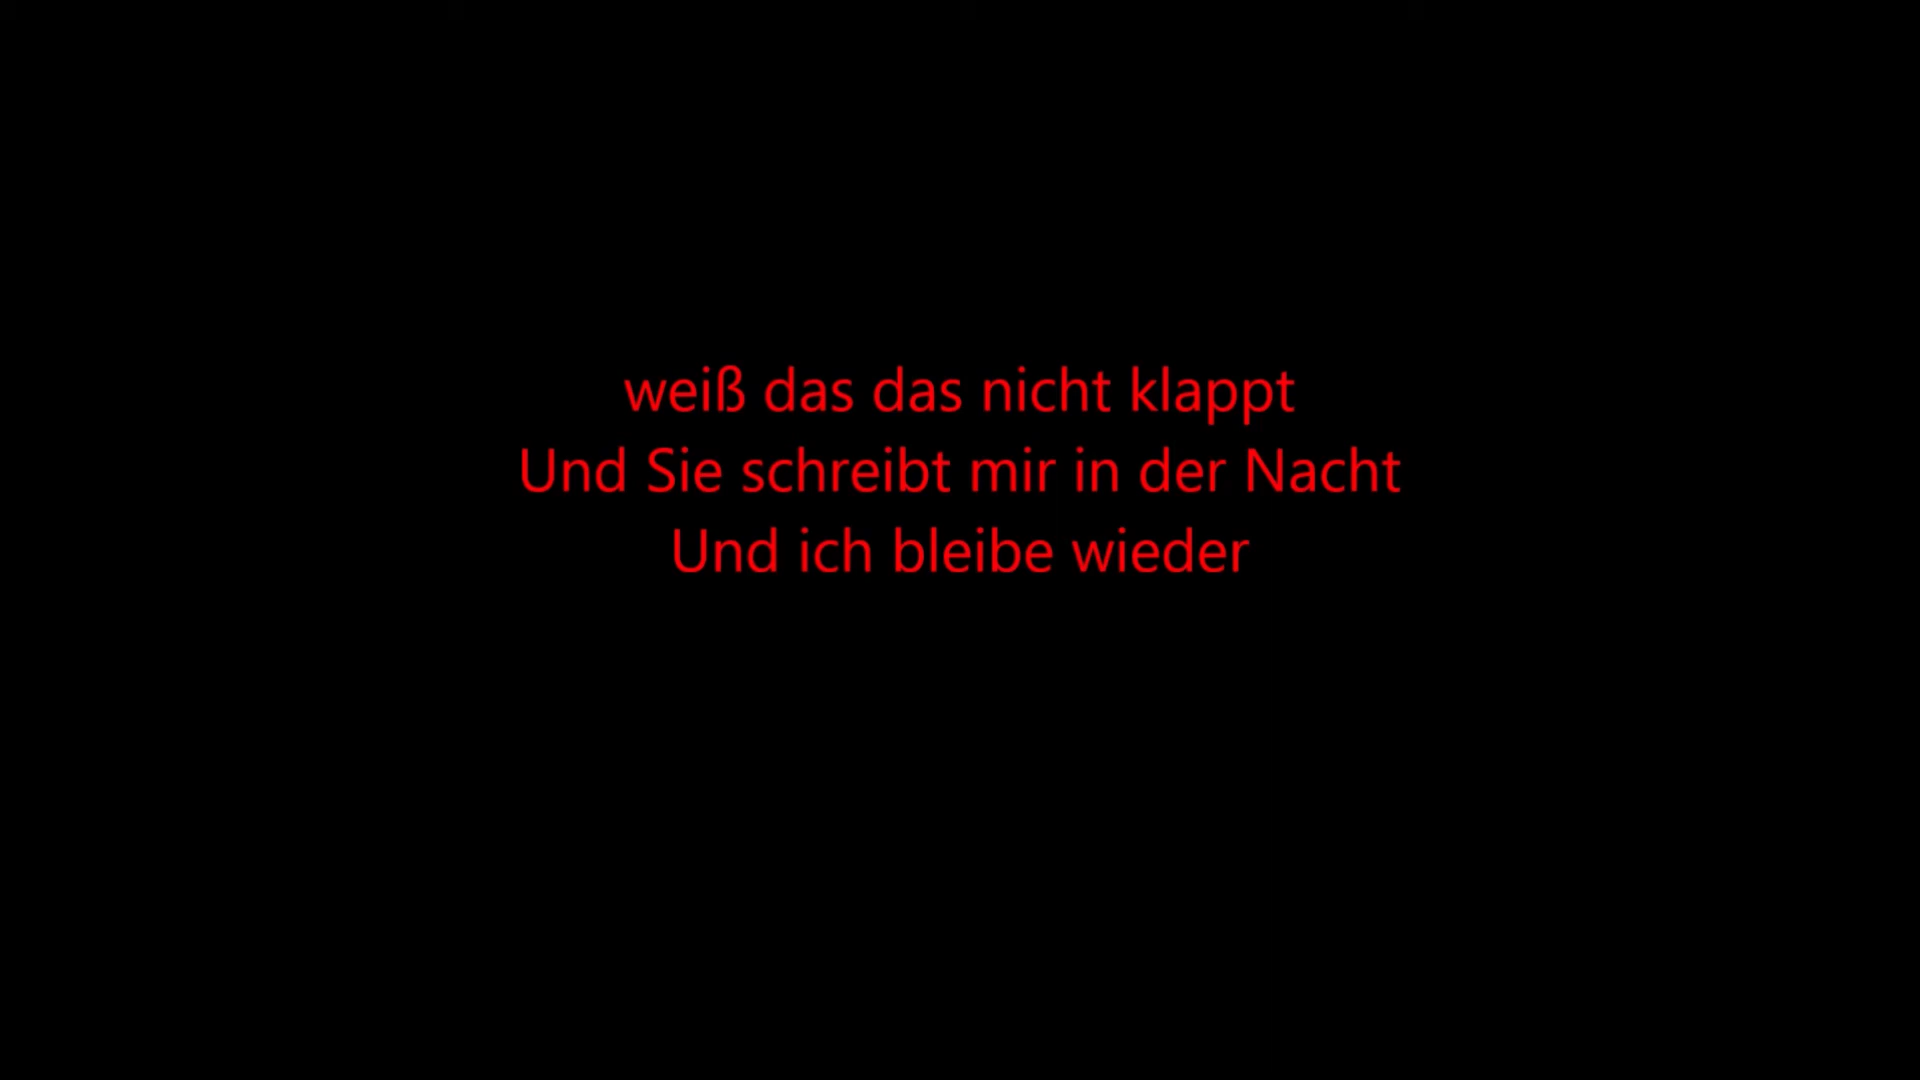 weiß das das nicht klappt
Und Sie schreibt mir in der Nacht
Und ich bleibe wieder